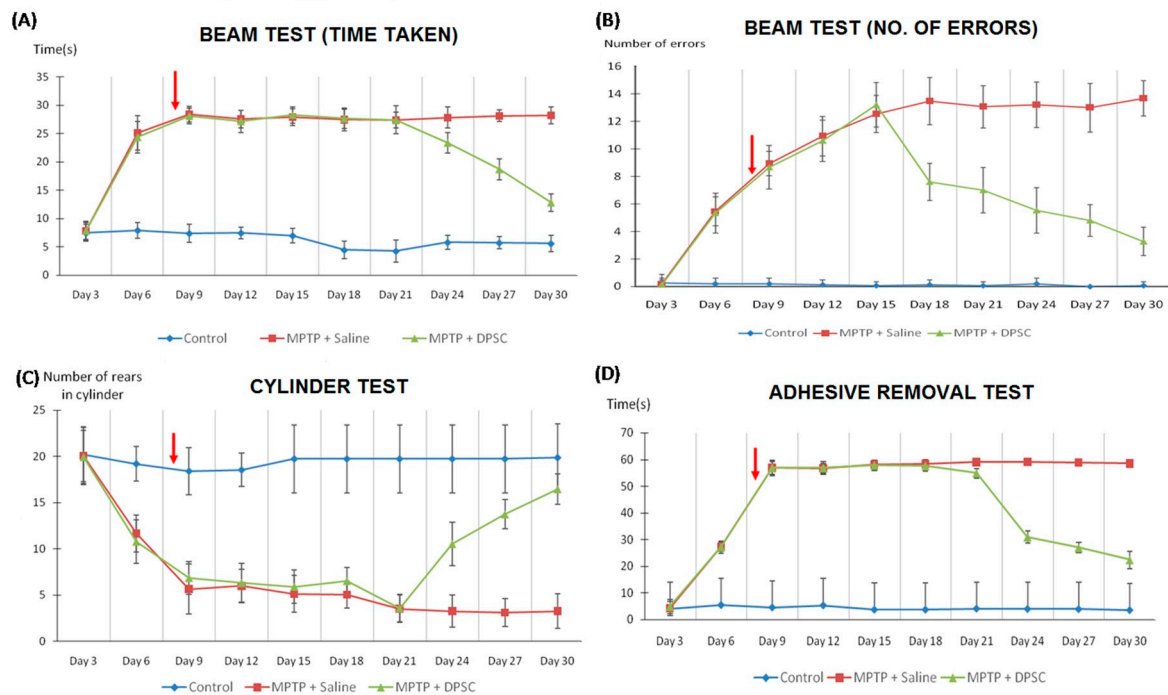 (A)
BEAM TEST (TIME TAKEN)
Time(s)
35
30
25
20
15
10
5
0
Day 3 Day 6 Day 9 Day 12 Day 15 Day 18 Day 21 Day 24 Day 27 Day 30
Control MPTP + Saline MPTP + DPSC
(B)
BEAM TEST (NO. OF ERRORS)
Number of errors
16
14
12
10
8
6
4
2
0
Day 3 Day 6 Day 9 Day 12 Day 15 Day 18 Day 21 Day 24 Day 27 Day 30
Control MPTP + Saline MPTP + DPSC
(C)
Number of rears
in cylinder
CYLINDER TEST
25
20
15
10
5
0
Day 3 Day 6 Day 9 Day 12 Day 15 Day 18 Day 21 Day 24 Day 27 Day 30
Control MPTP + Saline MPTP + DPSC
(D)
ADHESIVE REMOVAL TEST
Time(s)
70
60
50
40
30
20
10
0
Day 3 Day 6 Day 9 Day 12 Day 15 Day 18 Day 21 Day 24 Day 27 Day 30
Control MPTP + Saline MPTP + DPSC